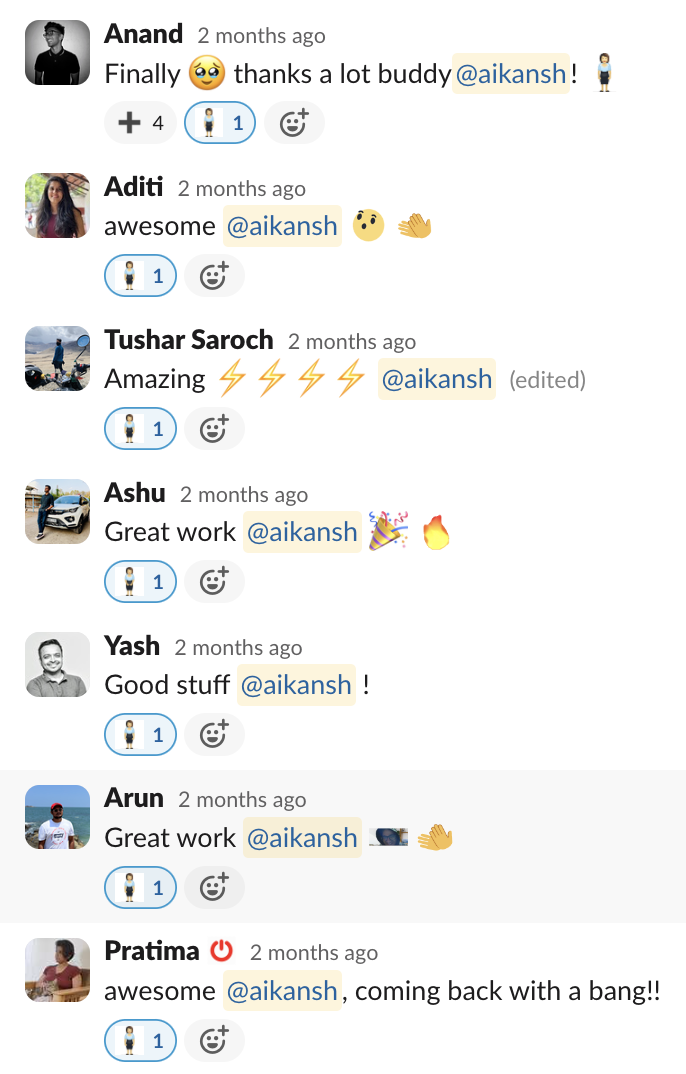 Anand 2 months ago
Finally 🥹 thanks a lot buddy @aikansh!
➕ 4 1
Aditi 2 months ago
awesome @aikansh
1
Tushar Saroch 2 months ago
Amazing ⚡ ⚡ ⚡ ⚡ @aikansh (edited)
1
Ashu 2 months ago
Great work @aikansh 🎉 🔥
1
Yash 2 months ago
Good stuff @aikansh !
1
Arun 2 months ago
Great work @aikansh 👏
1
Pratima 2 months ago
awesome @aikansh, coming back with a bang!!
1